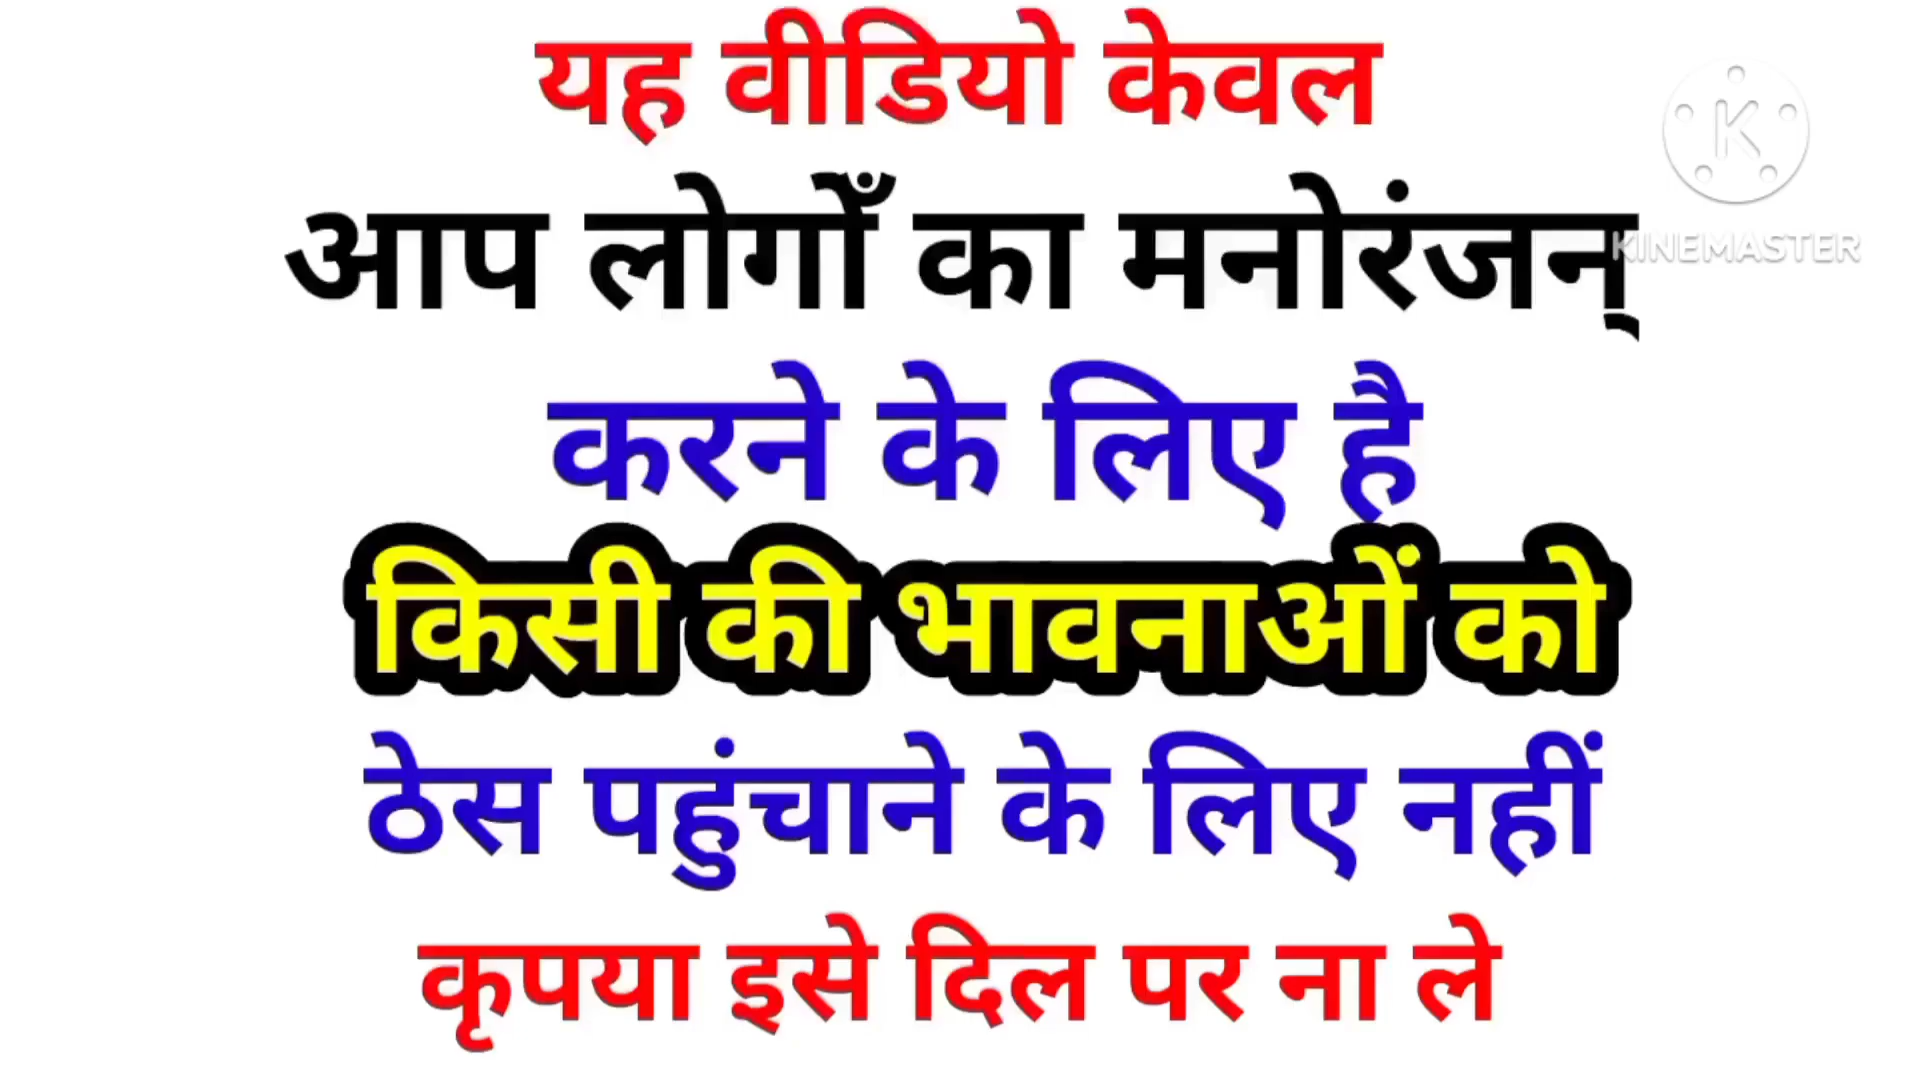 यह वीडियो केवल
आप लोगोँ का मनोरंजन्
KINEMASTER
करने के लिए है
किसी की भावनाओं को
ठेस पहुंचाने के लिए नहीं
कृपया इसे दिल पर ना ले